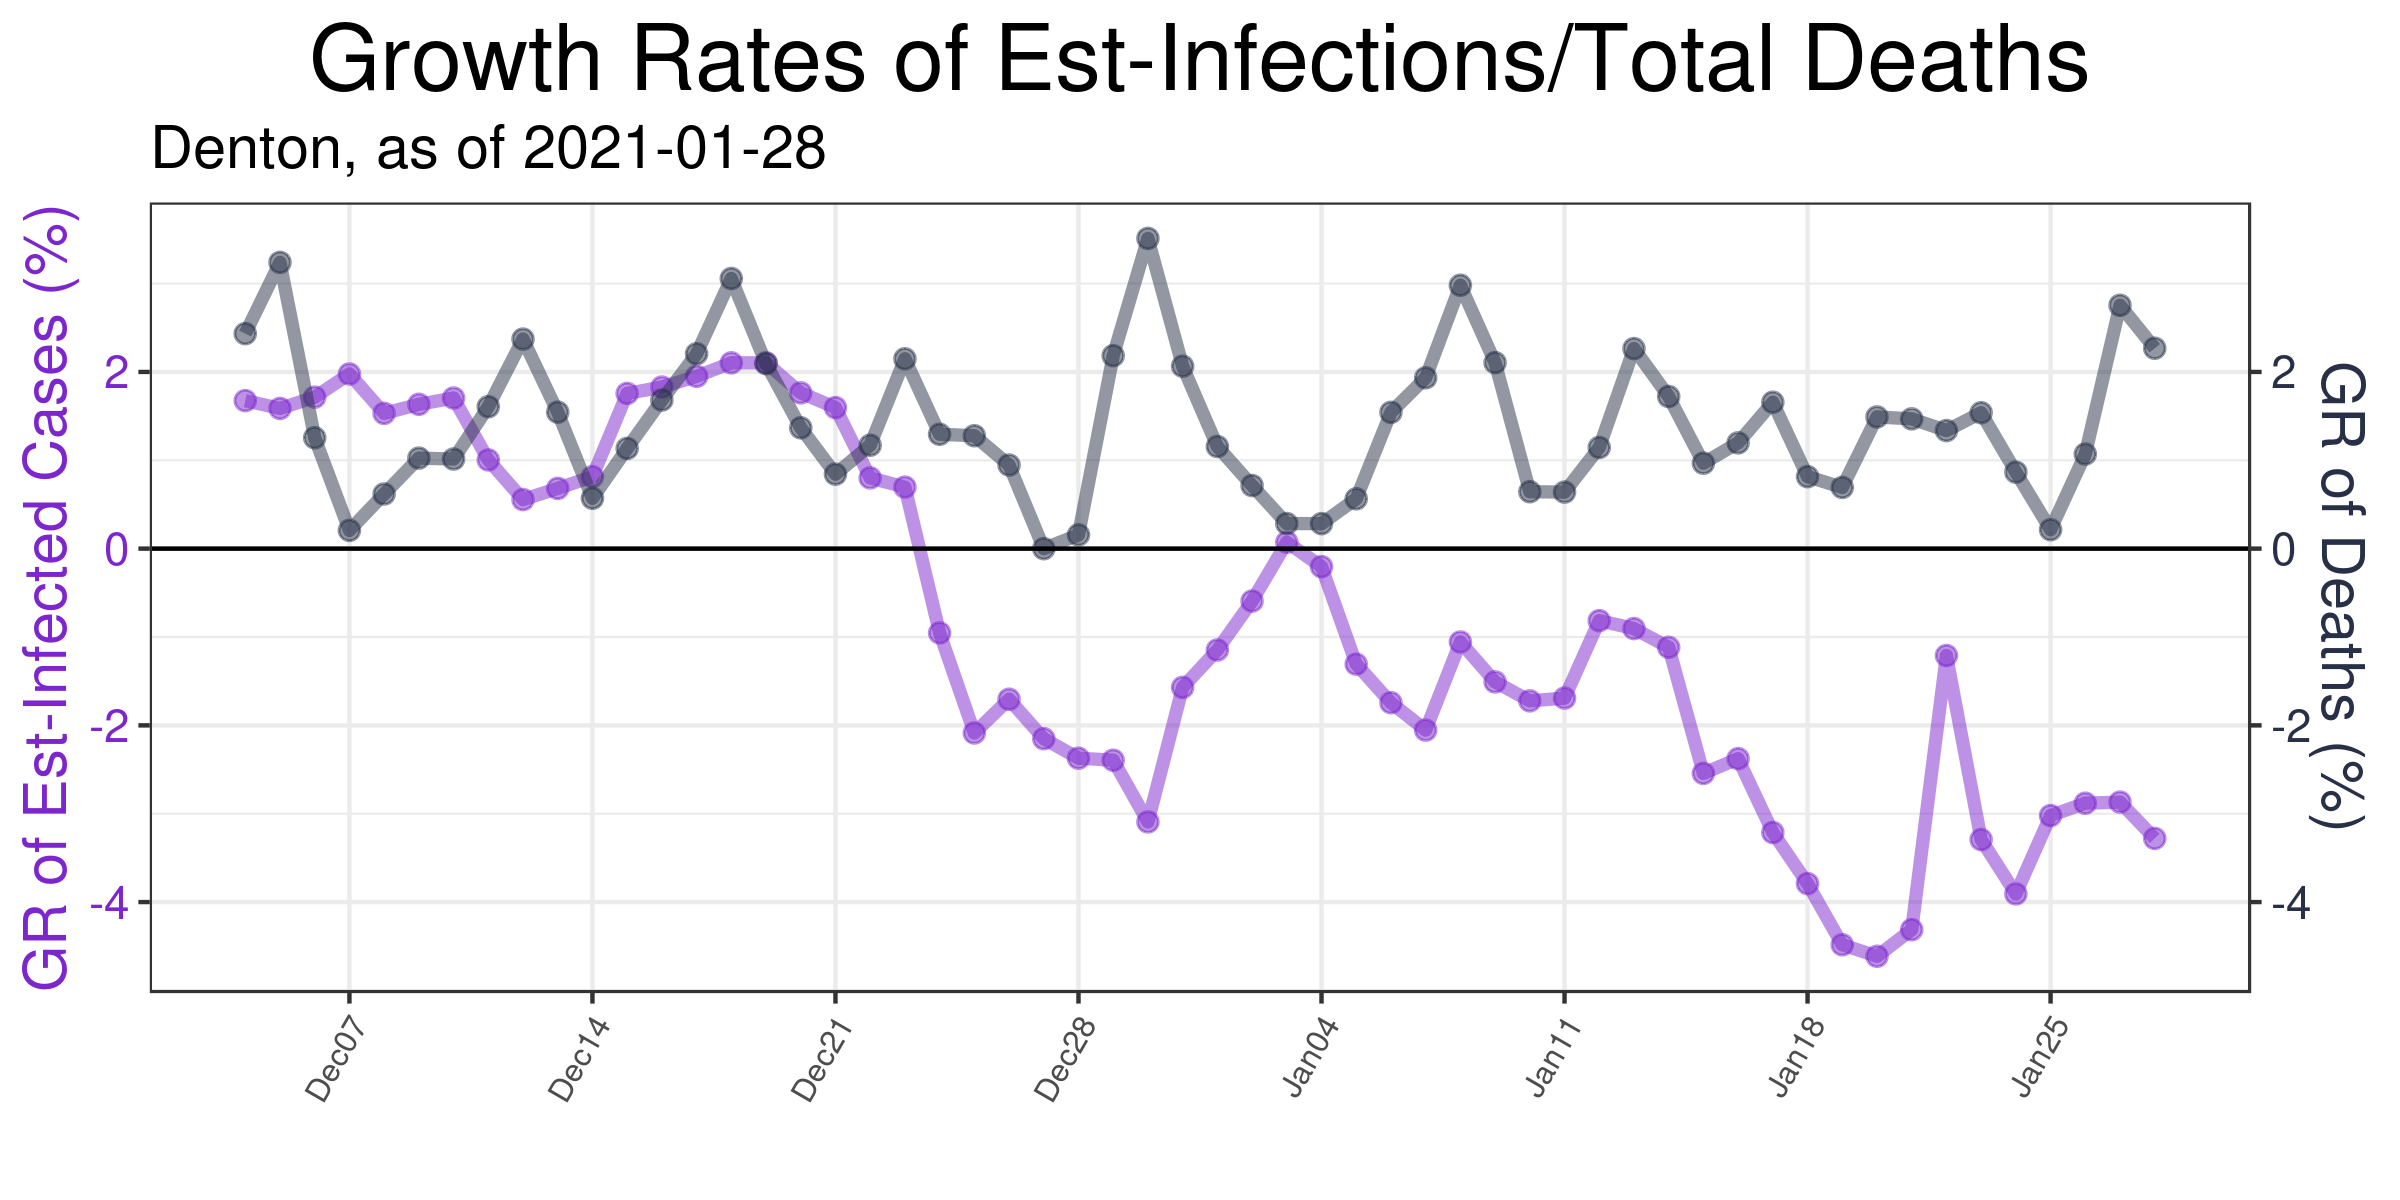 Growth Rates of Est-Infections/Total Deaths
Denton, as of 2021-01-28
GR of Est-Infected Cases (%)
2
0
-2
-4
2
0
-2
-4
GR of Deaths (%)
Dec07
Dec14
Dec21
Dec28
Jan04
Jan11
Jan18
Jan25